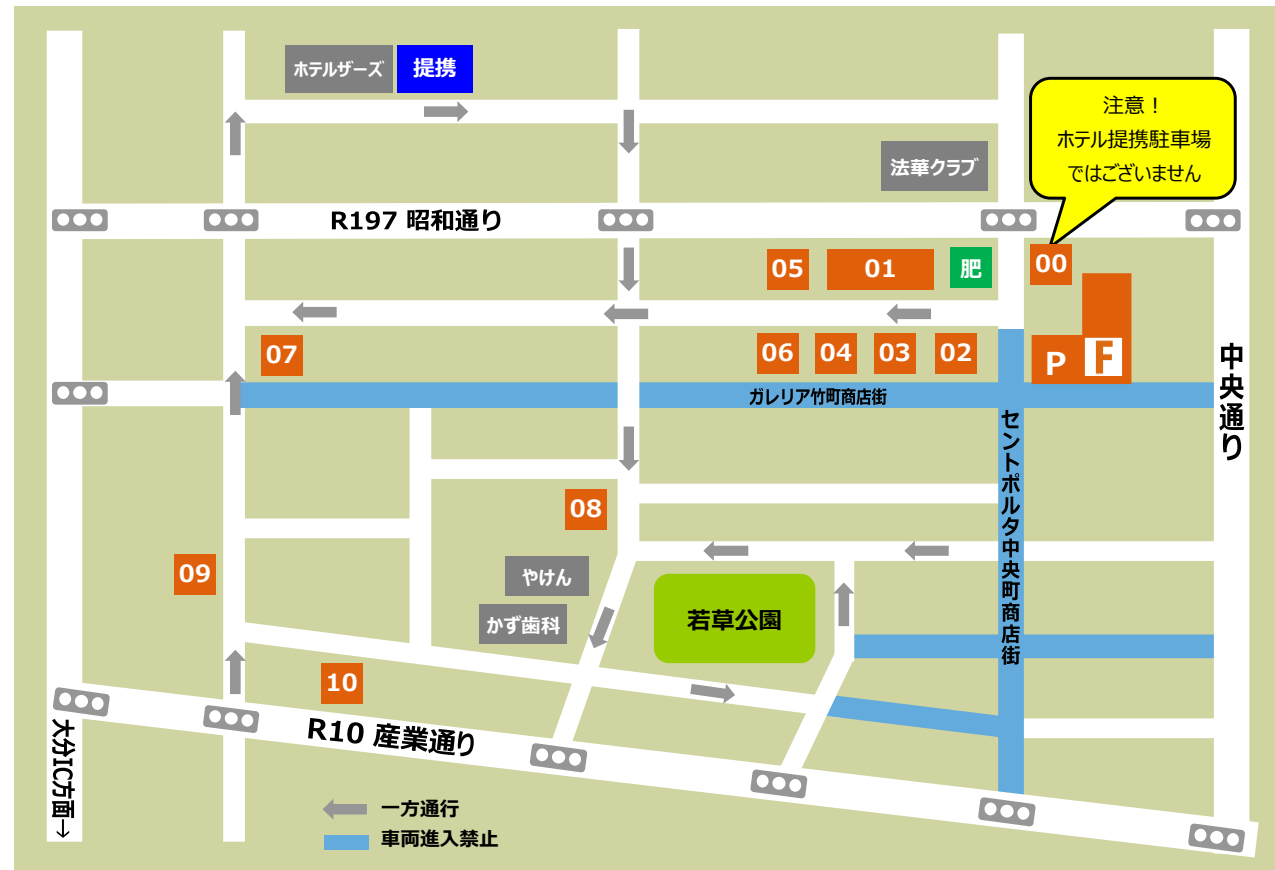 ホテルザーズ
提携
注意！
ホテル提携駐車場
ではございません
法華クラブ
R197 昭和通り
05
01
肥
00
07
06
04
03
02
P
F
ガレリア竹町商店街
中央通り
セントポルタ中央町商店街
08
09
やけん
かず歯科
若草公園
10
R10 産業通り
大分IC方面→
一方通行
車両進入禁止